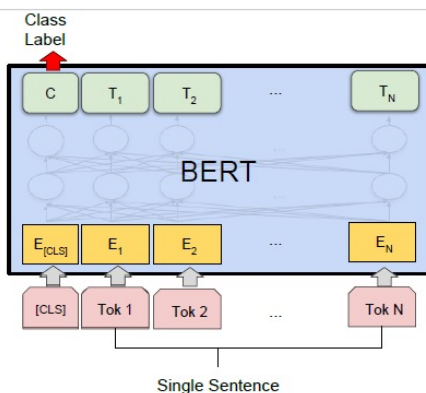 Class
Label
C T1 T2 ... TN
BERT
E[CLS] E1 E2 ... EN
[CLS] Tok 1 Tok 2 ... Tok N
Single Sentence